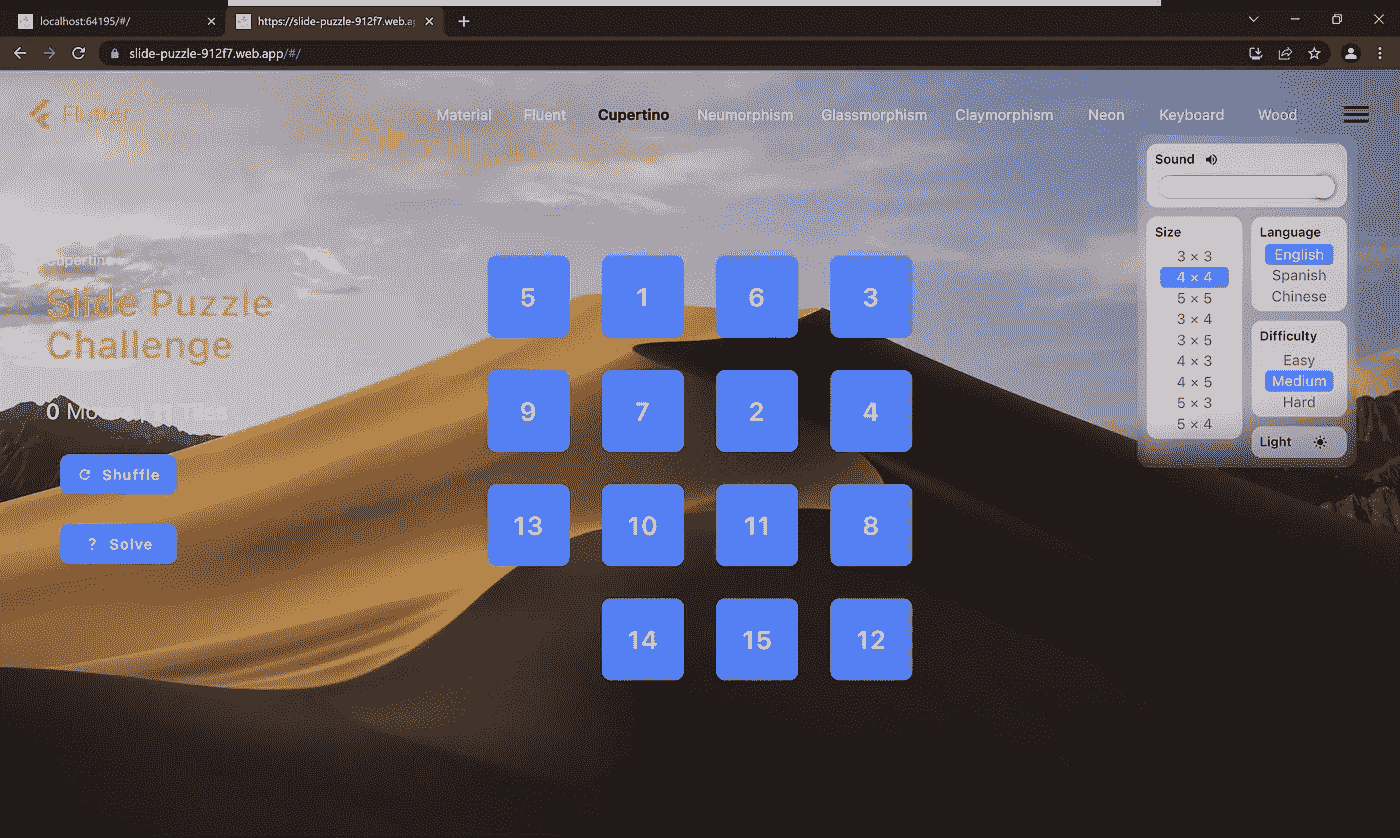 localhost:64195/#/
https://slide-puzzle-912f7.web.a
slide-puzzle-912f7.web.app/#/
Flutter
Material Fluent Cupertino Neumorphism Glassmorphism Claymorphism Neon Keyboard Wood
Cupertino
Slide Puzzle
Challenge
0
Shuffle
? Solve
5 1 6 3
9 7 2 4
13 10 11 8
14 15 12
Sound
Size
3 × 3
4 × 4
5 × 5
3 × 4
3 × 5
4 × 3
4 × 5
5 × 3
5 × 4
Language
English
Spanish
Chinese
Difficulty
Easy
Medium
Hard
Light